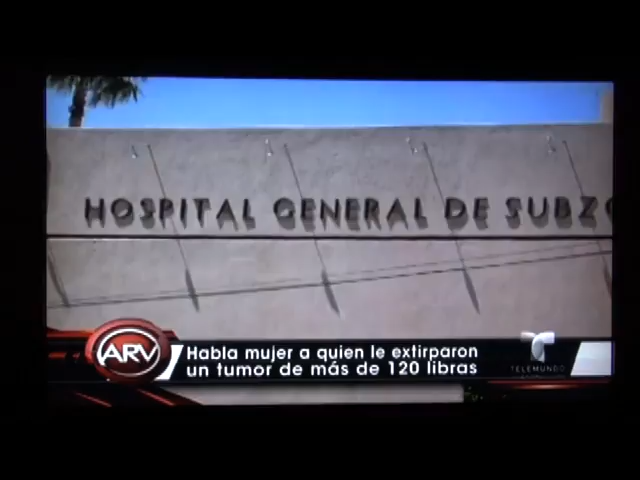 HOSPITAL GENERAL DE SUBZ
ARV
Habla mujer a quien le extirparon
un tumor de más de 120 libras
TELEMUNDO